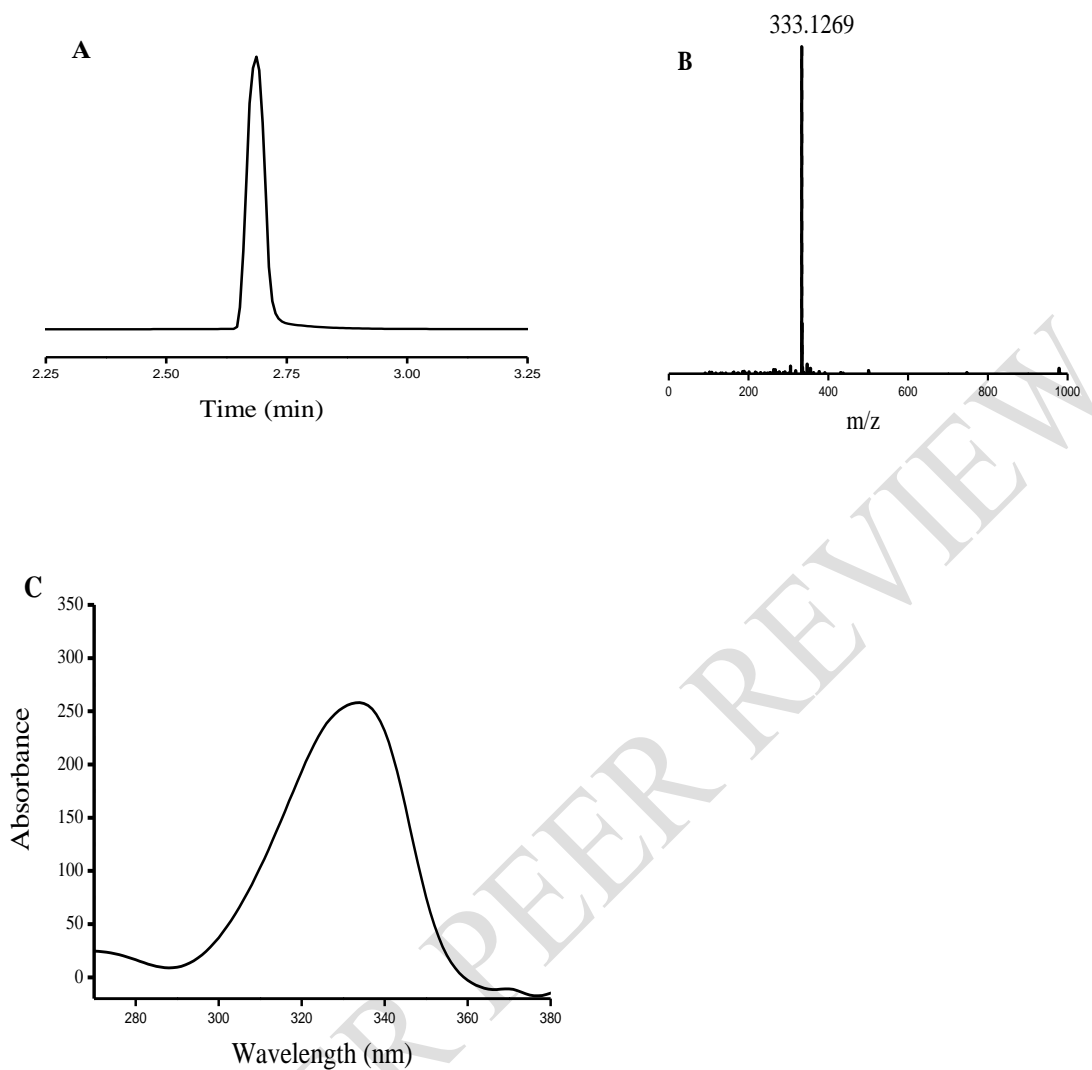 A
2.25 2.50 2.75 3.00 3.25
Time (min)
333.1269
B
0 200 400 600 800 1000
m/z
C
350
300
250
200
150
100
50
0
Absorbance
280 300 320 340 360 380
Wavelength (nm)
ER PEER REVIEW